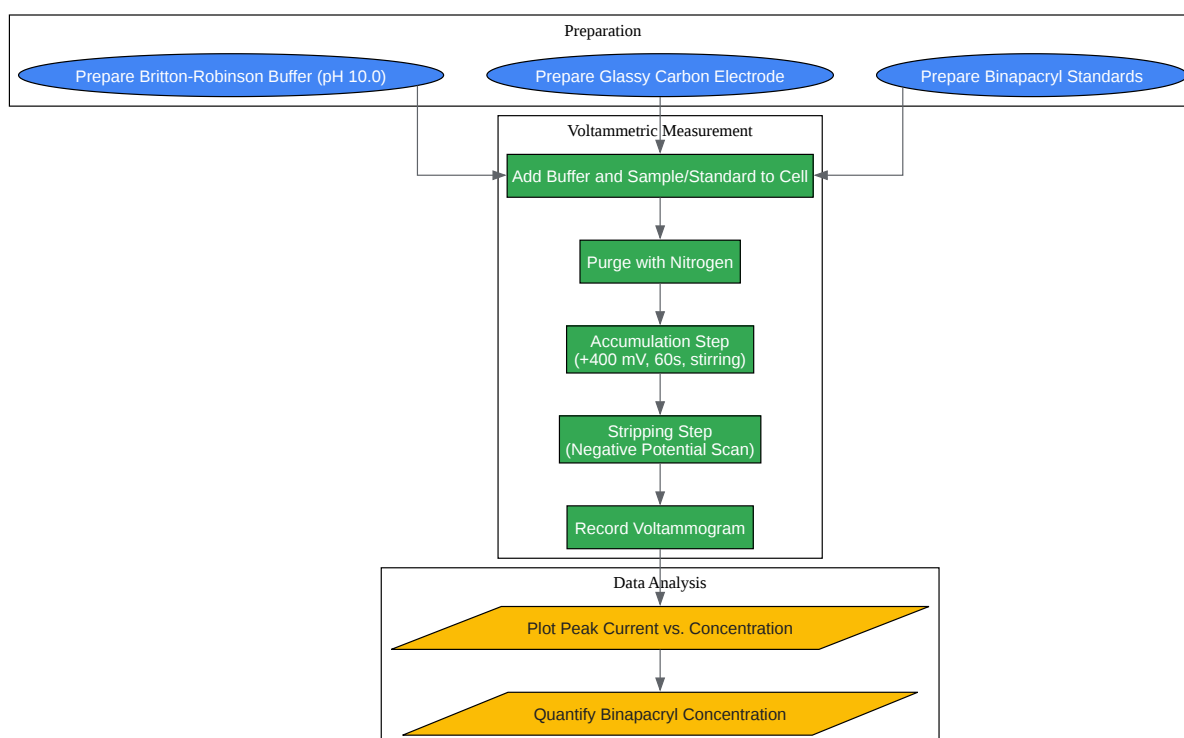 Preparation
Prepare Britton-Robinson Buffer (pH 10.0)
Prepare Glassy Carbon Electrode
Prepare Binapacryl Standards
Voltammetric Measurement
Add Buffer and Sample/Standard to Cell
Purge with Nitrogen
Accumulation Step
(+400 mV, 60s, stirring)
Stripping Step
(Negative Potential Scan)
Record Voltammogram
Data Analysis
Plot Peak Current vs. Concentration
Quantify Binapacryl Concentration